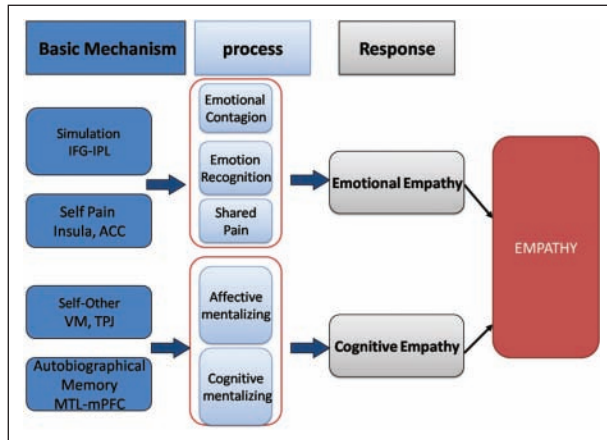 Basic Mechanism
process
Response
Simulation
IFG-IPL
Self Pain
Insula, ACC
Emotional
Contagion
Emotion
Recognition
Shared
Pain
Emotional Empathy
EMPATHY
Self-Other
VM, TPJ
Autobiographical
Memory
MTL-mPFC
Affective
mentalizing
Cognitive
mentalizing
Cognitive Empathy